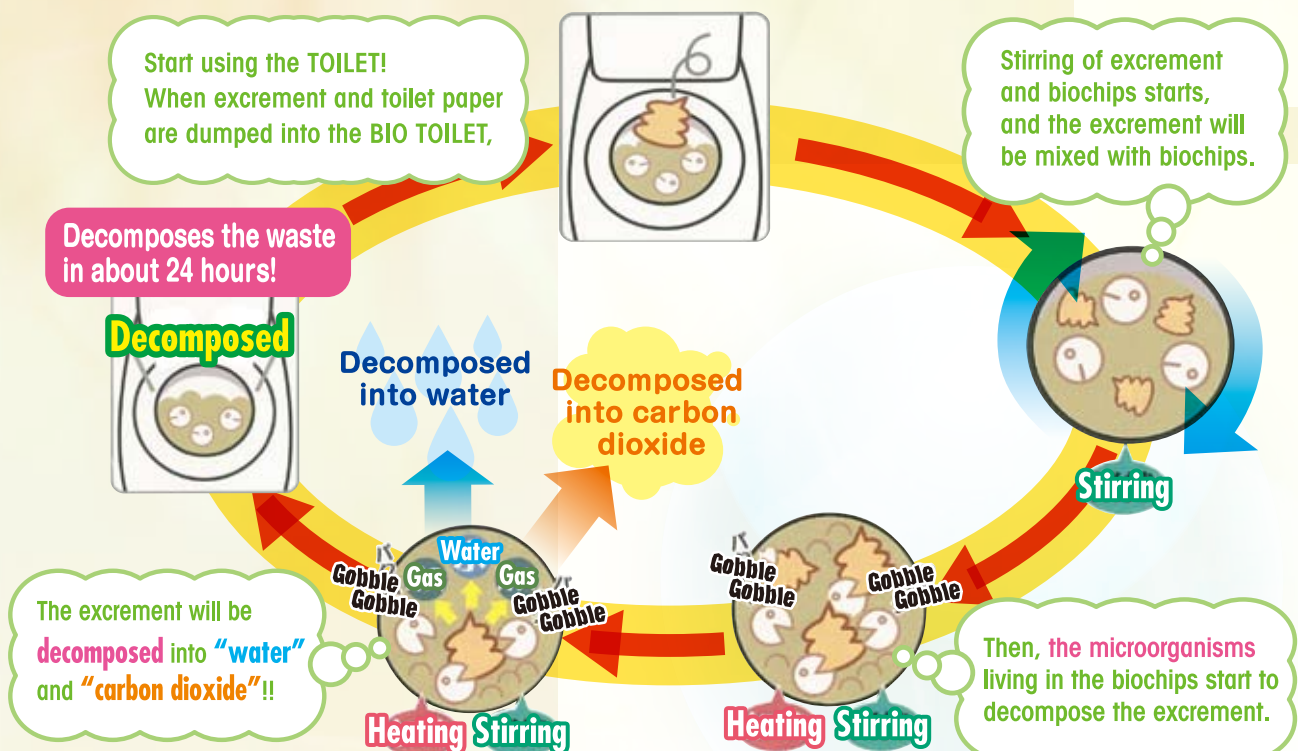 Start using the TOILET!
When excrement and toilet paper
are dumped into the BIO TOILET,
Stirring of excrement
and biochips starts,
and the excrement will
be mixed with biochips.
Stirring
Then, the microorganisms
living in the biochips start to
decompose the excrement.
Gobble
Gobble
Gobble
Gobble
Heating
Stirring
The excrement will be
decomposed into “water”
and “carbon dioxide”!!
Gobble
Gobble
Gas
Water
Gas
Gobble
Gobble
Heating
Stirring
Decomposed
into water
Decomposed
into carbon
dioxide
Decomposes the waste
in about 24 hours!
Decomposed